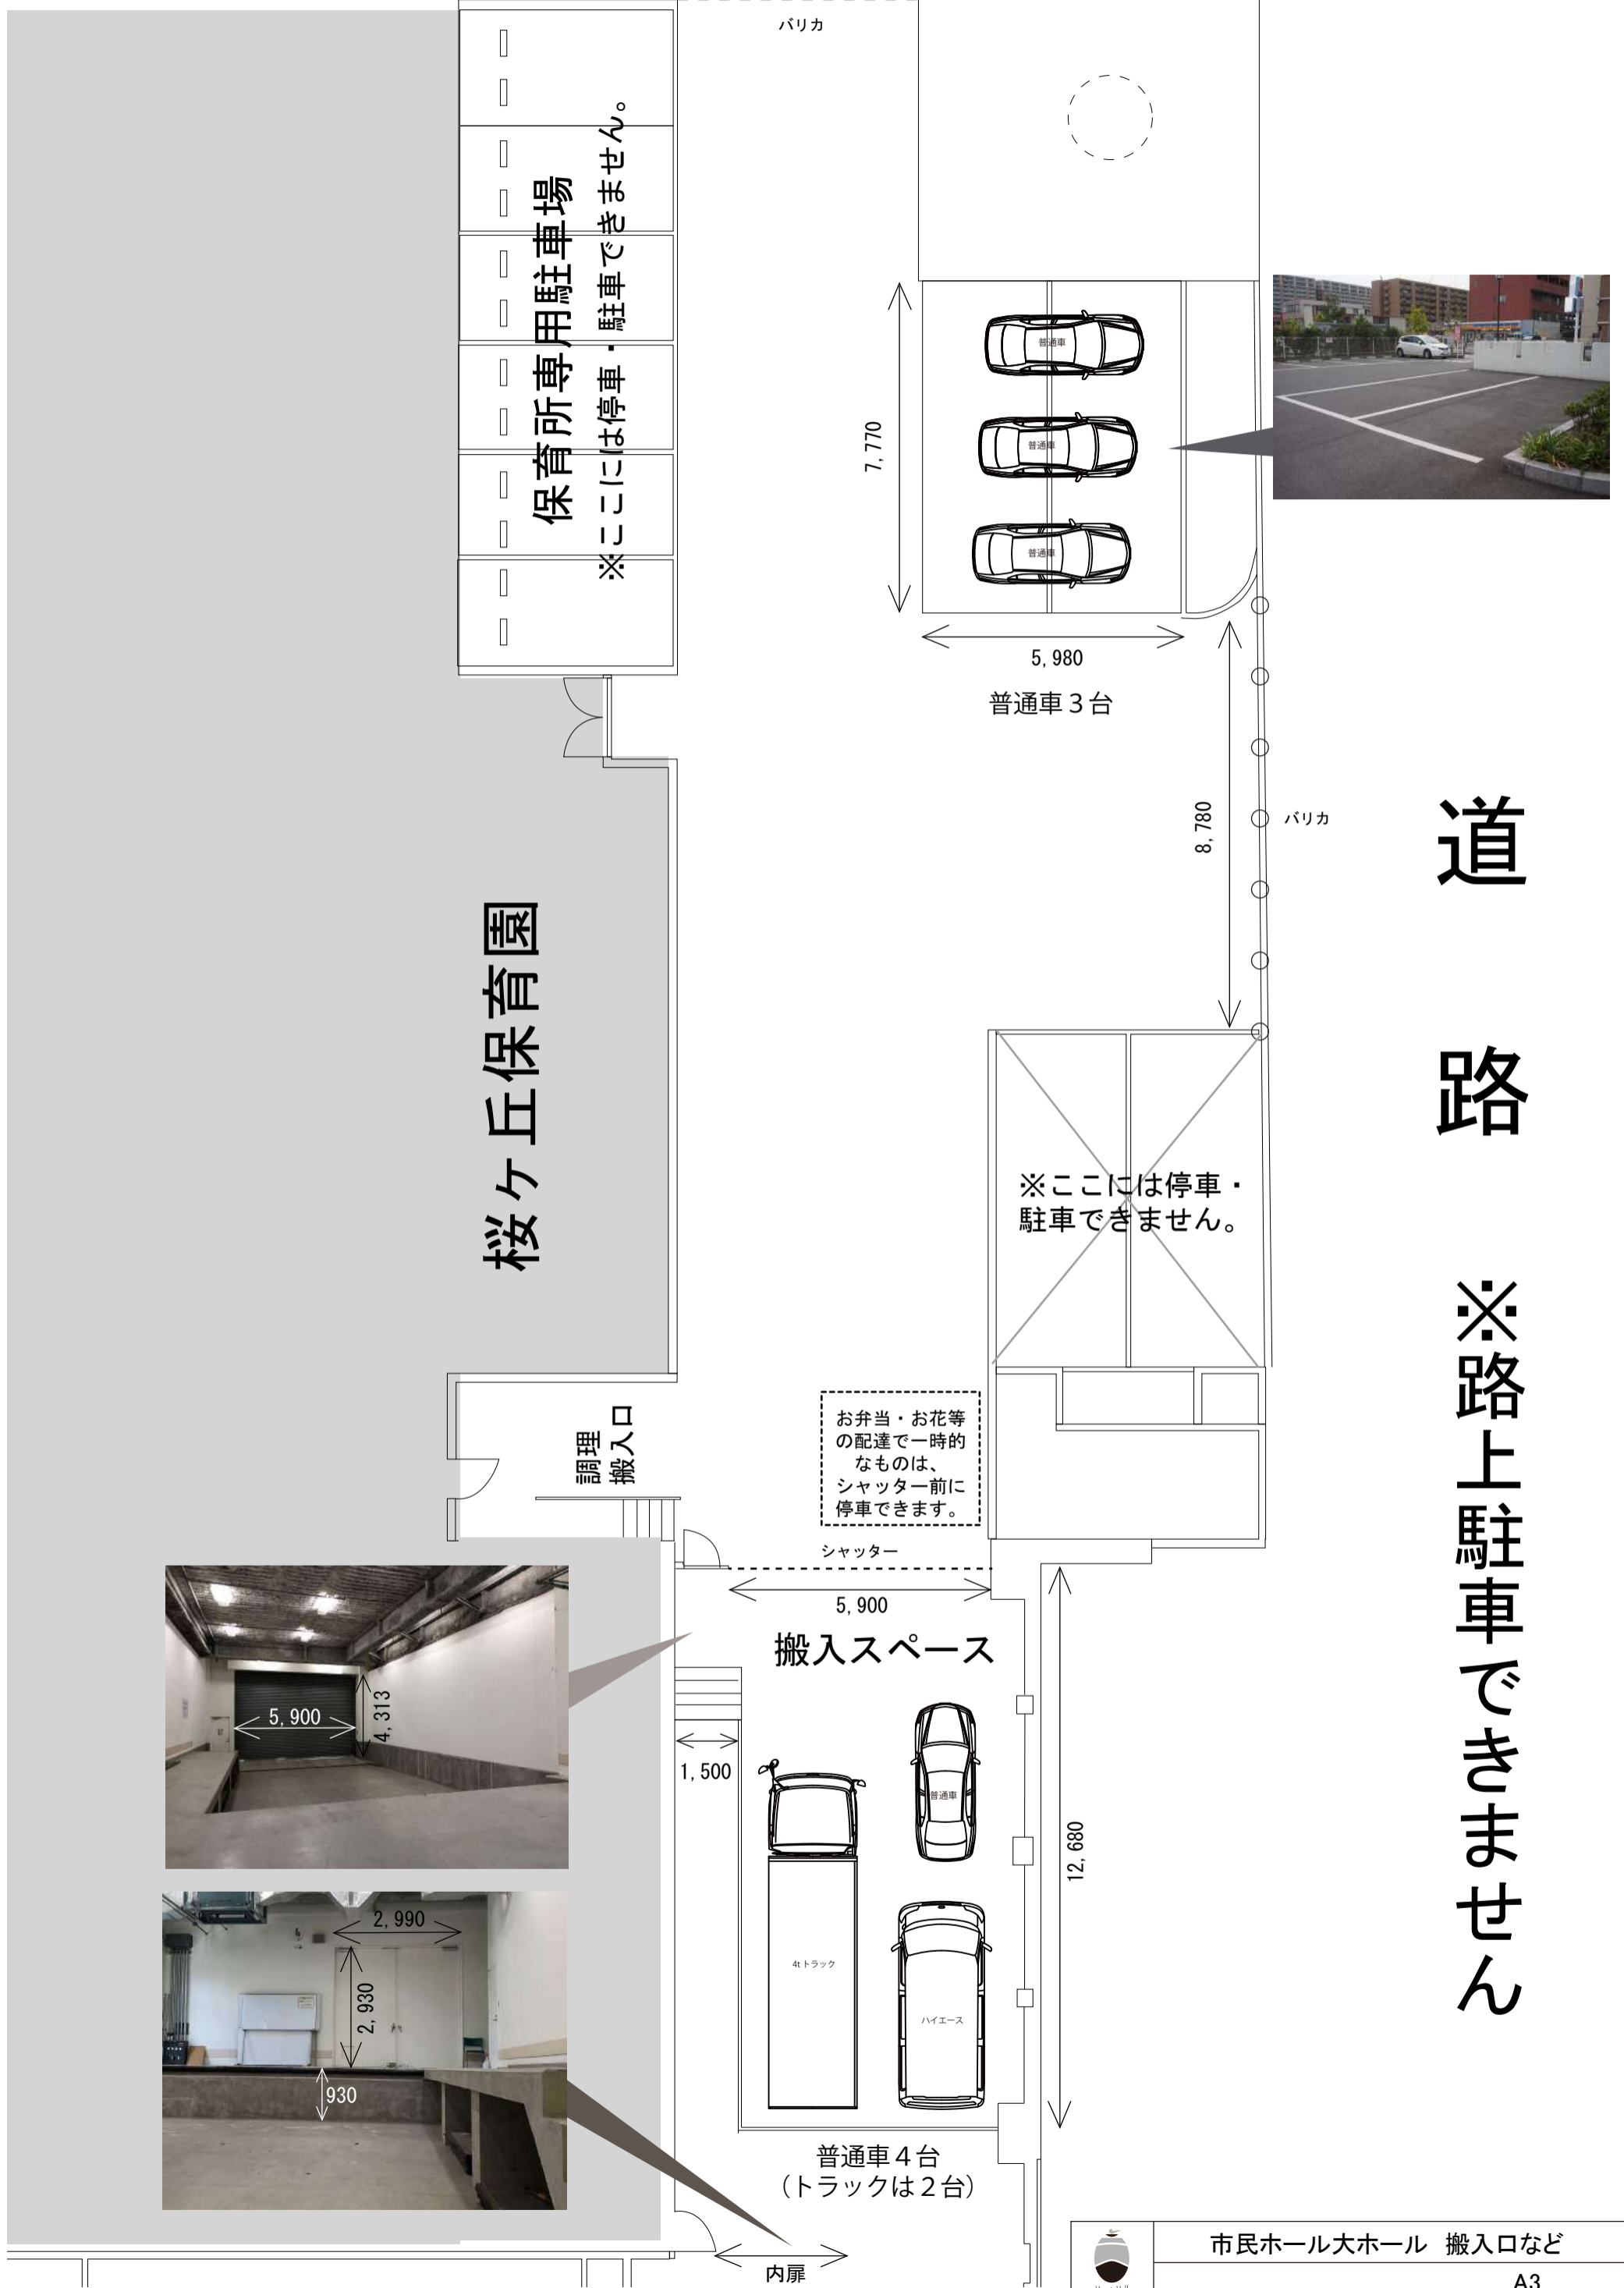 バリカ
保育所専用駐車場
※ここには停車・駐車できません。
普通車
普通車
普通車
7,770
5,980
普通車３台
8,780
バリカ
道路 ※路上駐車できません
桜ヶ丘保育園
※ここには停車・
駐車できません。
調理
搬入口
お弁当・お花等
の配達で一時的
なものは、
シャッター前に
停車できます。
シャッター
5,900
搬入スペース
5,900
4,313
1,500
普通車
12,680
4tトラック
ハイエース
2,990
2,930
930
普通車４台
（トラックは２台）
内扉
市民ホール大ホール 搬入口など
A3